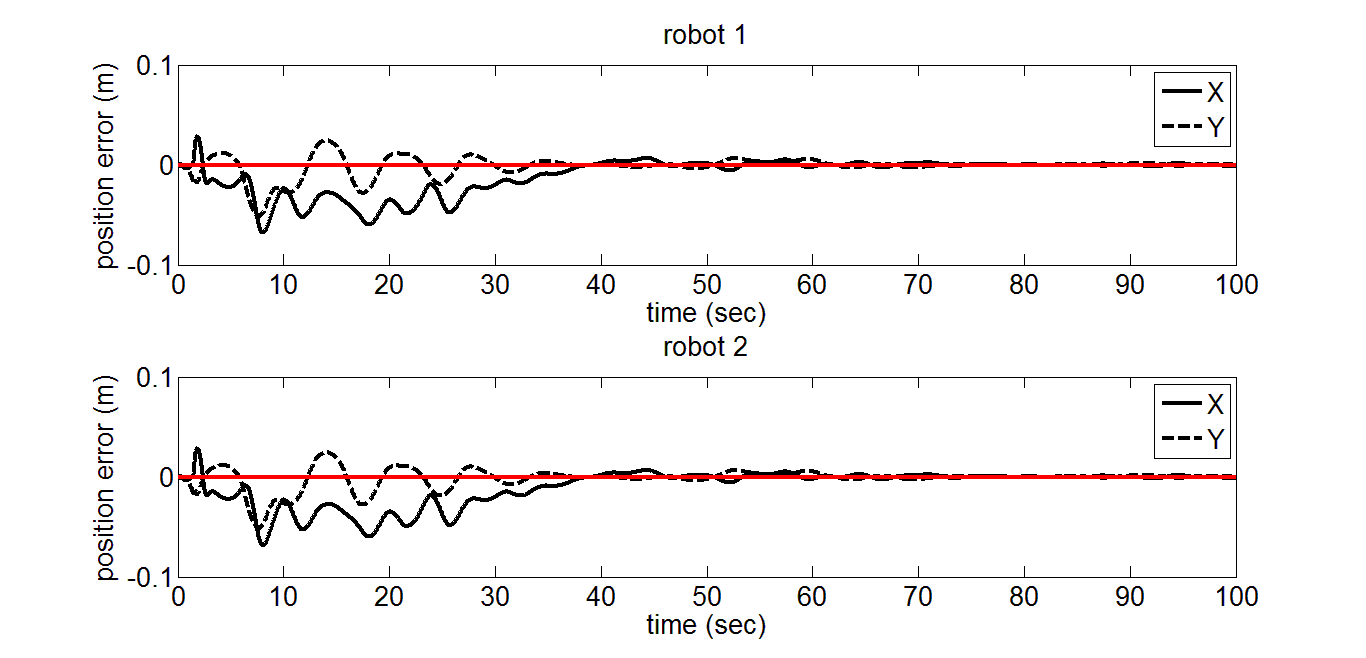 robot 1
0.1
0
-0.1
position error (m)
X
Y
0 10 20 30 40 50 60 70 80 90 100
time (sec)
robot 2
0.1
0
-0.1
position error (m)
X
Y
0 10 20 30 40 50 60 70 80 90 100
time (sec)